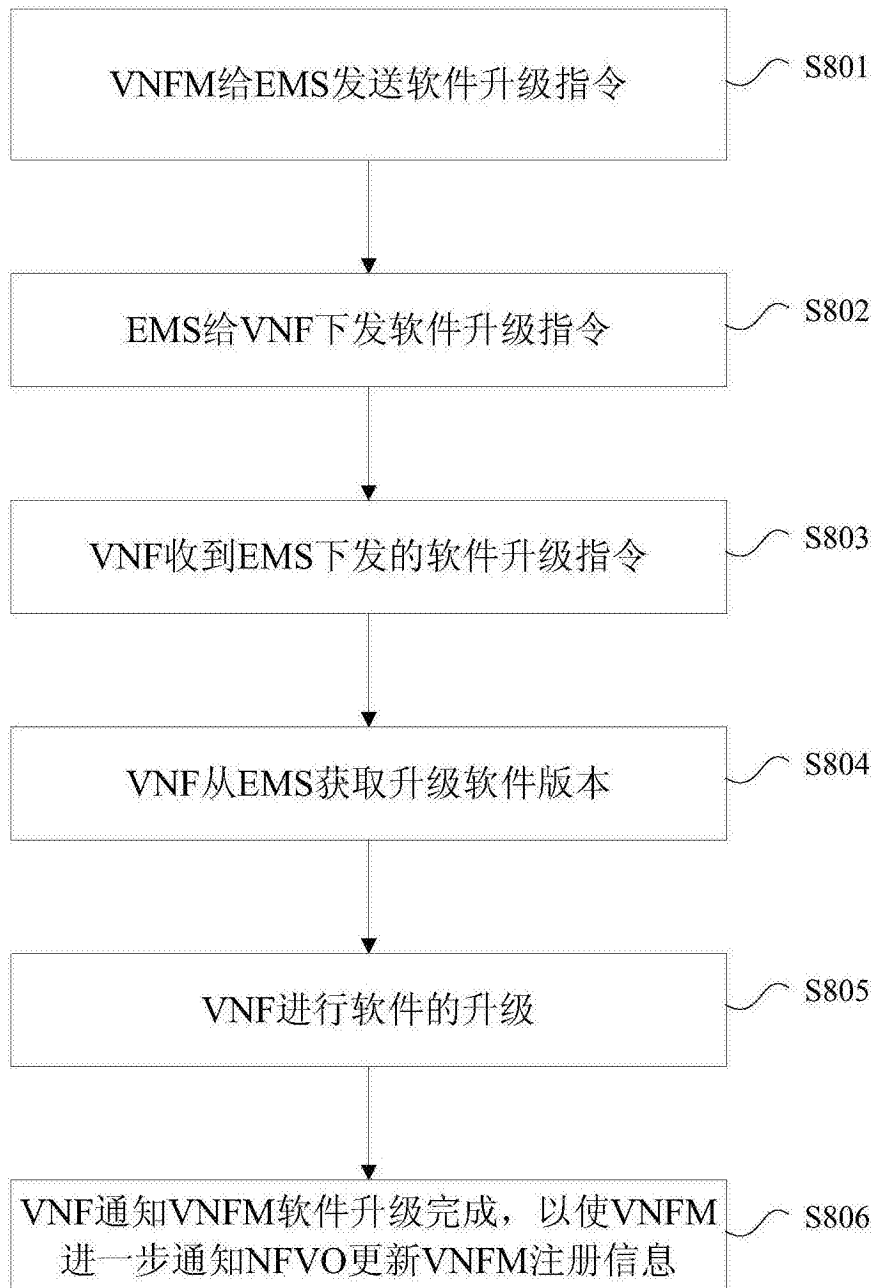 VNFM给EMS发送软件升级指令
S801
EMS给VNF下发软件升级指令
S802
VNF收到EMS下发的软件升级指令
S803
VNF从EMS获取升级软件版本
S804
VNF进行软件的升级
S805
VNF通知VNFM软件升级完成，以使VNFM
进一步通知NFVO更新VNFM注册信息
S806